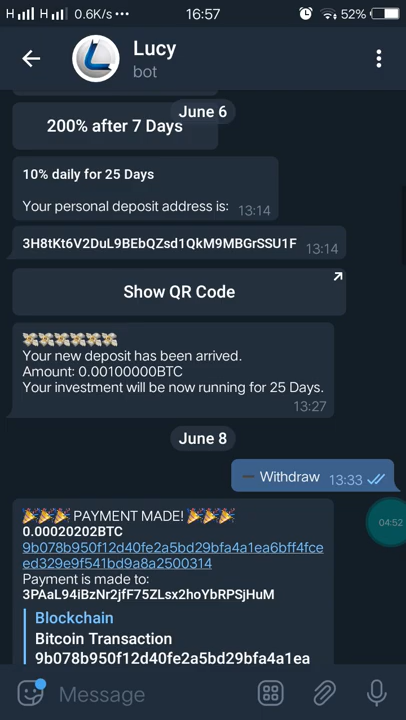 H H 0.6K/s ... 16:57 52%
Lucy
bot
June 6
200% after 7 Days
10% daily for 25 Days
Your personal deposit address is: 13:14
3H8tKt6V2DuL9BEbQZsd1QkM9MBGrSSU1F 13:14
Show QR Code
Your new deposit has been arrived.
Amount: 0.00100000BTC
Your investment will be now running for 25 Days.
13:27
June 8
Withdraw 13:33
PAYMENT MADE!
0.00020202BTC
9b078b950f12d40fe2a5bd29bfa4a1ea6bff4fce
ed329e9f541bd9a8a2500314
Payment is made to:
3PAaL94iBzNr2jfF75ZLsx2hoYbRPSjHuM
Blockchain
Bitcoin Transaction
9b078b950f12d40fe2a5bd29bfa4a1ea
04:52
Message